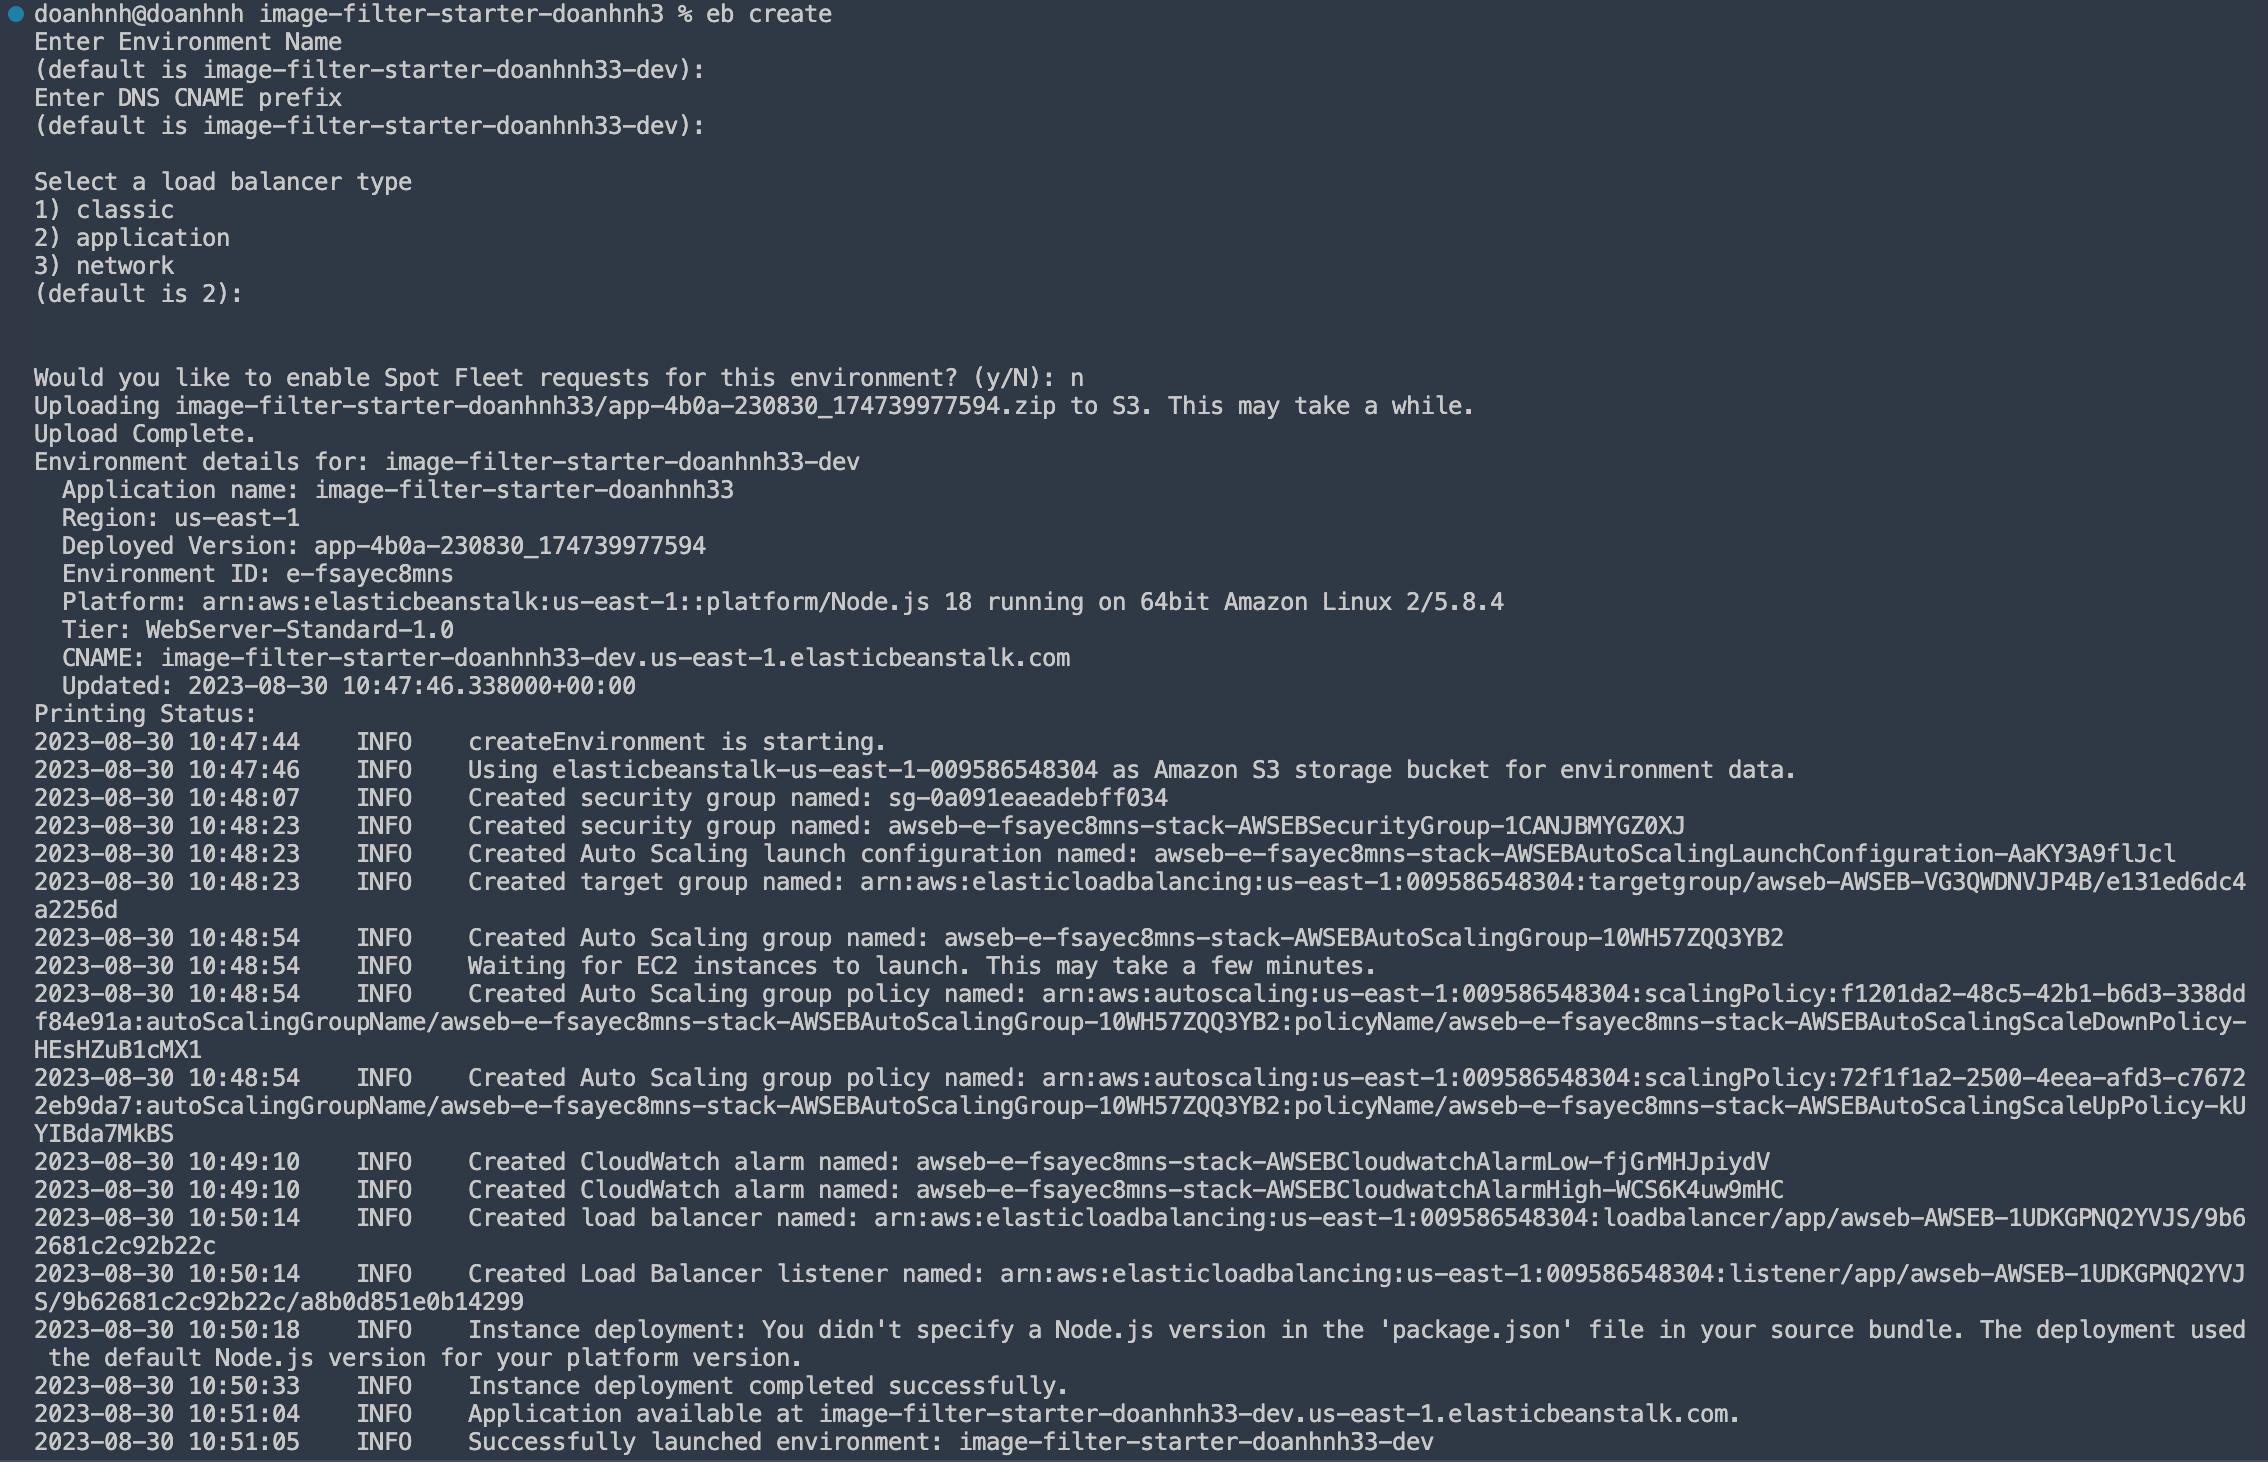 doanhnh@doanhnh image-filter-starter-doanhnh3 % eb create
Enter Environment Name
(default is image-filter-starter-doanhnh33-dev):
Enter DNS CNAME prefix
(default is image-filter-starter-doanhnh33-dev):
Select a load balancer type
1) classic
2) application
3) network
(default is 2):
Would you like to enable Spot Fleet requests for this environment? (y/N): n
Uploading image-filter-starter-doanhnh33/app-4b0a-230830_174739977594.zip to S3. This may take a while.
Upload Complete.
Environment details for: image-filter-starter-doanhnh33-dev
  Application name: image-filter-starter-doanhnh33
  Region: us-east-1
  Deployed Version: app-4b0a-230830_174739977594
  Environment ID: e-fsayec8mns
  Platform: arn:aws:elasticbeanstalk:us-east-1::platform/Node.js 18 running on 64bit Amazon Linux 2/5.8.4
  Tier: WebServer-Standard-1.0
  CNAME: image-filter-starter-doanhnh33-dev.us-east-1.elasticbeanstalk.com
  Updated: 2023-08-30 10:47:46.338000+00:00
Printing Status:
2023-08-30 10:47:44    INFO    createEnvironment is starting.
2023-08-30 10:47:46    INFO    Using elasticbeanstalk-us-east-1-009586548304 as Amazon S3 storage bucket for environment data.
2023-08-30 10:48:07    INFO    Created security group named: sg-0a091eaeadebff034
2023-08-30 10:48:23    INFO    Created security group named: awseb-e-fsayec8mns-stack-AWSEBSecurityGroup-1CANJBMYGZ0XJ
2023-08-30 10:48:23    INFO    Created Auto Scaling launch configuration named: awseb-e-fsayec8mns-stack-AWSEBAutoScalingLaunchConfiguration-AaKY3A9flJcl
2023-08-30 10:48:23    INFO    Created target group named: arn:aws:elasticloadbalancing:us-east-1:009586548304:targetgroup/awseb-AWSEB-VG3QWDNVJP4B/e131ed6dc4
a2256d
2023-08-30 10:48:54    INFO    Created Auto Scaling group named: awseb-e-fsayec8mns-stack-AWSEBAutoScalingGroup-10WH57ZQQ3YB2
2023-08-30 10:48:54    INFO    Waiting for EC2 instances to launch. This may take a few minutes.
2023-08-30 10:48:54    INFO    Created Auto Scaling group policy named: arn:aws:autoscaling:us-east-1:009586548304:scalingPolicy:f1201da2-48c5-42b1-b6d3-338dd
f84e91a:autoScalingGroupName/awseb-e-fsayec8mns-stack-AWSEBAutoScalingGroup-10WH57ZQQ3YB2:policyName/awseb-e-fsayec8mns-stack-AWSEBAutoScalingScaleDownPolicy-
HEsHZuB1cMX1
2023-08-30 10:48:54    INFO    Created Auto Scaling group policy named: arn:aws:autoscaling:us-east-1:009586548304:scalingPolicy:72f1f1a2-2500-4eea-afd3-c7672
2eb9da7:autoScalingGroupName/awseb-e-fsayec8mns-stack-AWSEBAutoScalingGroup-10WH57ZQQ3YB2:policyName/awseb-e-fsayec8mns-stack-AWSEBAutoScalingScaleUpPolicy-kU
YIBda7MkBS
2023-08-30 10:49:10    INFO    Created CloudWatch alarm named: awseb-e-fsayec8mns-stack-AWSEBCloudwatchAlarmLow-fjGrMHJpiydV
2023-08-30 10:49:10    INFO    Created CloudWatch alarm named: awseb-e-fsayec8mns-stack-AWSEBCloudwatchAlarmHigh-WCS6K4uw9mHC
2023-08-30 10:50:14    INFO    Created load balancer named: arn:aws:elasticloadbalancing:us-east-1:009586548304:loadbalancer/app/awseb-AWSEB-1UDKGPNQ2YVJS/9b6
2681c2c92b22c
2023-08-30 10:50:14    INFO    Created Load Balancer listener named: arn:aws:elasticloadbalancing:us-east-1:009586548304:listener/app/awseb-AWSEB-1UDKGPNQ2YVJ
S/9b62681c2c92b22c/a8b0d851e0b14299
2023-08-30 10:50:18    INFO    Instance deployment: You didn't specify a Node.js version in the 'package.json' file in your source bundle. The deployment used
 the default Node.js version for your platform version.
2023-08-30 10:50:33    INFO    Instance deployment completed successfully.
2023-08-30 10:51:04    INFO    Application available at image-filter-starter-doanhnh33-dev.us-east-1.elasticbeanstalk.com.
2023-08-30 10:51:05    INFO    Successfully launched environment: image-filter-starter-doanhnh33-dev